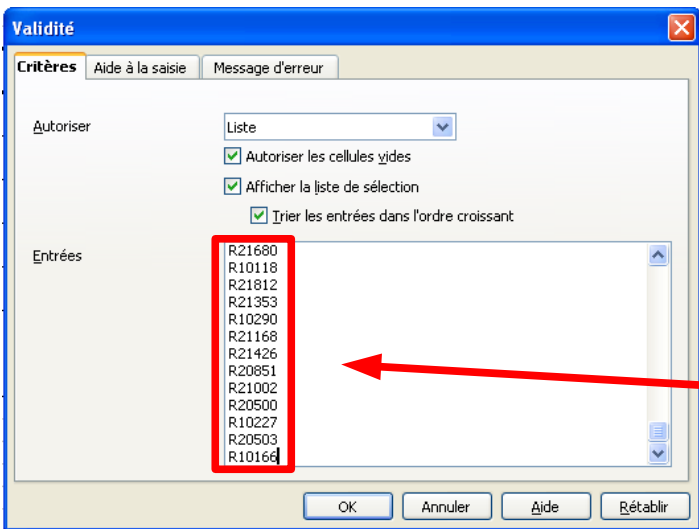 Validité
Critères Aide à la saisie Message d'erreur
Autoriser Liste
Autoriser les cellules vides
Afficher la liste de sélection
Trier les entrées dans l'ordre croissant
Entrées
R21680
R10118
R21812
R21353
R10290
R21168
R21426
R20851
R21002
R20500
R10227
R20503
R10166
OK Annuler Aide Rétablir